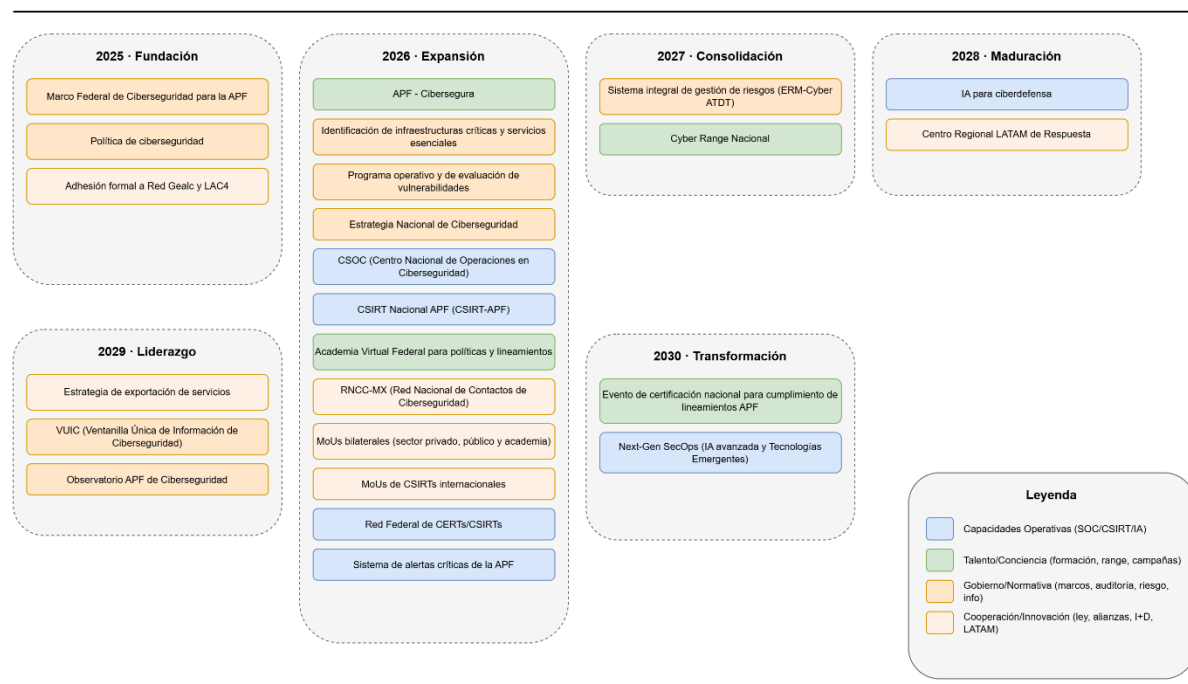 2025 · Fundación
Marco Federal de Ciberseguridad para la APF
Política de ciberseguridad
Adhesión formal a Red Gealc y LAC4
2026 · Expansión
APF - Cibersegura
Identificación de infraestructuras críticas y servicios
esenciales
Programa operativo y de evaluación de
vulnerabilidades
Estrategia Nacional de Ciberseguridad
CSOC (Centro Nacional de Operaciones en
Ciberseguridad)
CSIRT Nacional APF (CSIRT-APF)
Academia Virtual Federal para políticas y lineamientos
RNCC-MX (Red Nacional de Contactos de
Ciberseguridad)
MoUs bilaterales (sector privado, público y academia)
MoUs de CSIRTs internacionales
Red Federal de CERTs/CSIRTs
Sistema de alertas críticas de la APF
2027 · Consolidación
Sistema integral de gestión de riesgos (ERM-Cyber
ATDT)
Cyber Range Nacional
2028 · Maduración
IA para ciberdefensa
Centro Regional LATAM de Respuesta
2029 · Liderazgo
Estrategia de exportación de servicios
VUIC (Ventanilla Única de Información de
Ciberseguridad)
Observatorio APF de Ciberseguridad
2030 · Transformación
Evento de certificación nacional para cumplimiento de
lineamientos APF
Next-Gen SecOps (IA avanzada y Tecnologías
Emergentes)
Leyenda
Capacidades Operativas (SOC/CSIRT/IA)
Talento/Conciencia (formación, range, campañas)
Gobierno/Normativa (marcos, auditoría, riesgo,
info)
Cooperación/Innovación (ley, alianzas, I+D,
LATAM)